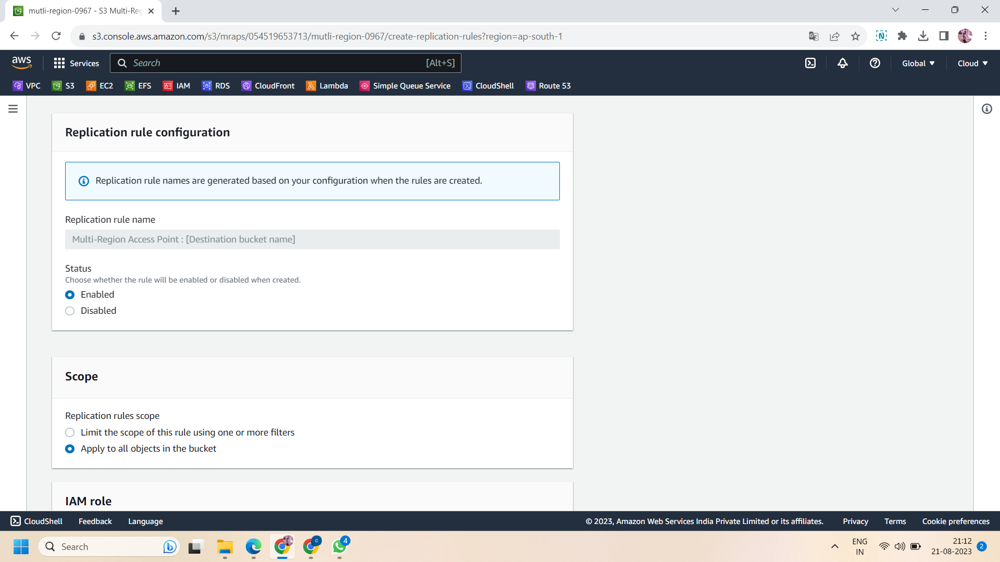 mutli-region-0967 - S3 Multi-Reg
s3.console.aws.amazon.com/s3/mraps/054519653713/mutli-region-0967/create-replication-rules?region=ap-south-1
aws
Services
Search
[Alt+S]
Global
Cloud
VPC
S3
EC2
EFS
IAM
RDS
CloudFront
Lambda
Simple Queue Service
CloudShell
Route 53
Replication rule configuration
Replication rule names are generated based on your configuration when the rules are created.
Replication rule name
Multi-Region Access Point : [Destination bucket name]
Status
Choose whether the rule will be enabled or disabled when created.
Enabled
Disabled
Scope
Replication rules scope
Limit the scope of this rule using one or more filters
Apply to all objects in the bucket
IAM role
CloudShell
Feedback
Language
© 2023, Amazon Web Services India Private Limited or its affiliates.
Privacy
Terms
Cookie preferences
Search
C
4
ENG
IN
21:12
21-08-2023
2